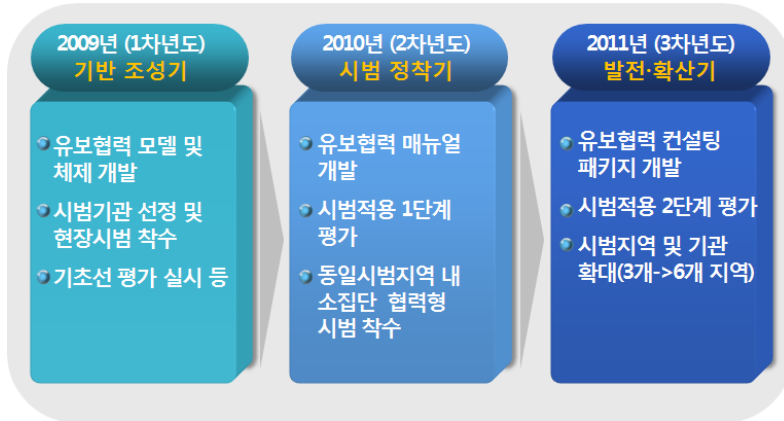 2009년 (1차년도)
기반 조성기
유보협력 모델 및
체제 개발
시범기관 선정 및
현장시범 착수
기초선 평가 실시 등
2010년 (2차년도)
시범 정착기
유보협력 매뉴얼
개발
시범적용 1단계
평가
동일시범지역 내
소집단 협력형
시범 착수
2011년 (3차년도)
발전·확산기
유보협력 컨설팅
패키지 개발
시범적용 2단계 평가
시범지역 및 기관
확대(3개->6개 지역)